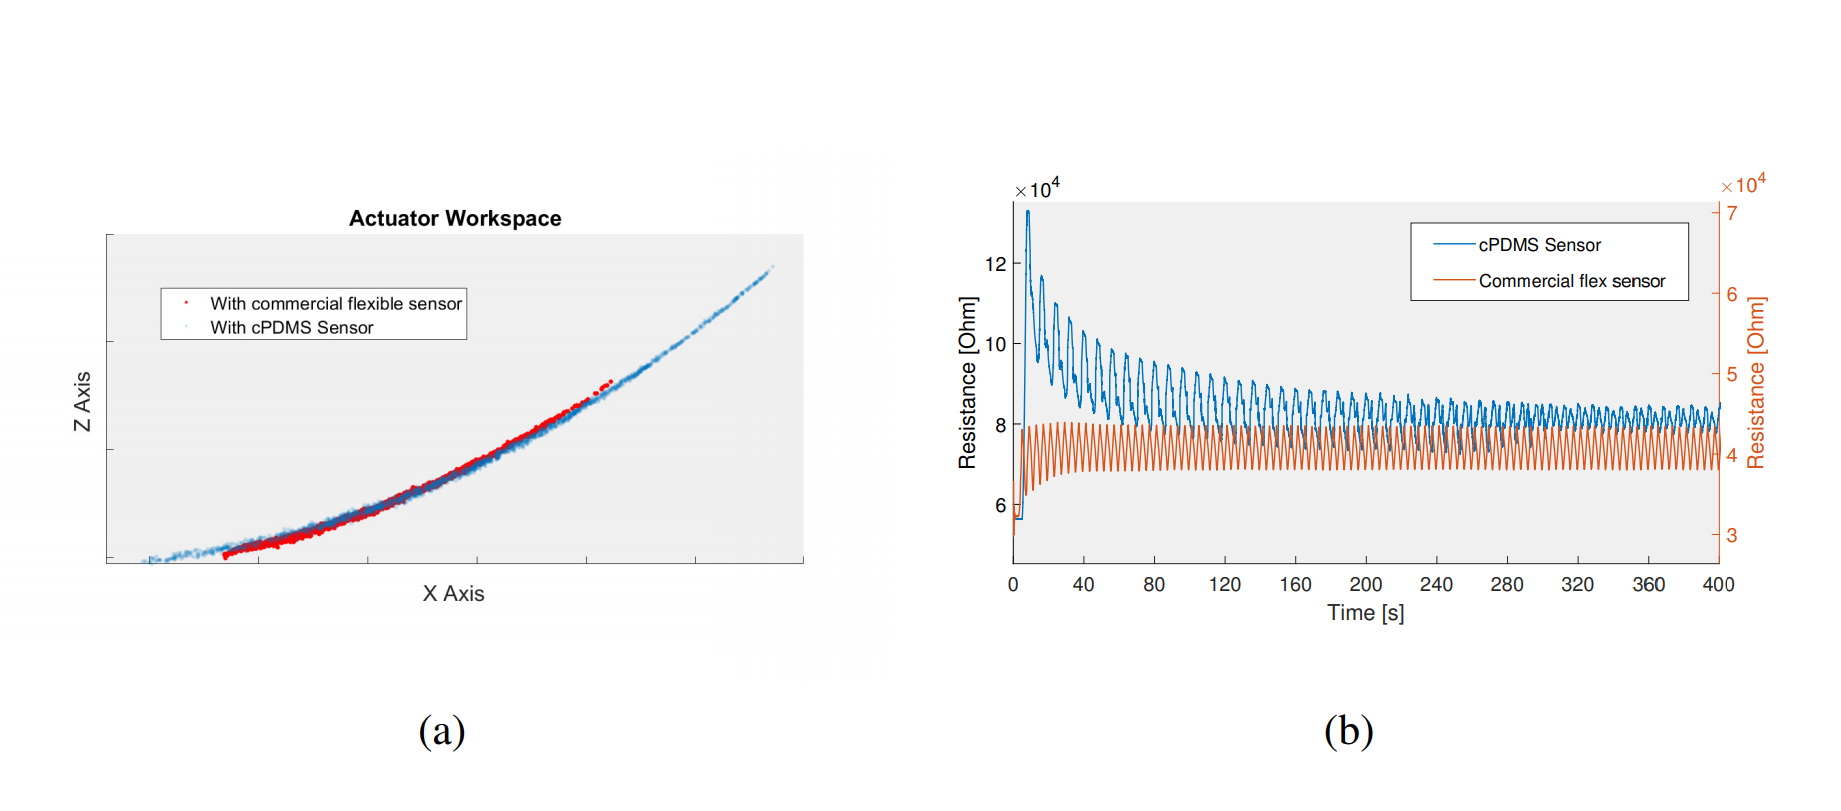 Actuator Workspace
With commercial flexible sensor
With cPDMS Sensor
Z Axis
X Axis
(a)
×10^4
×10^4
cPDMS Sensor
Commercial flex sensor
12
10
8
6
7
6
5
4
3
Resistance [Ohm]
Resistance [Ohm]
0 40 80 120 160 200 240 280 320 360 400
Time [s]
(b)